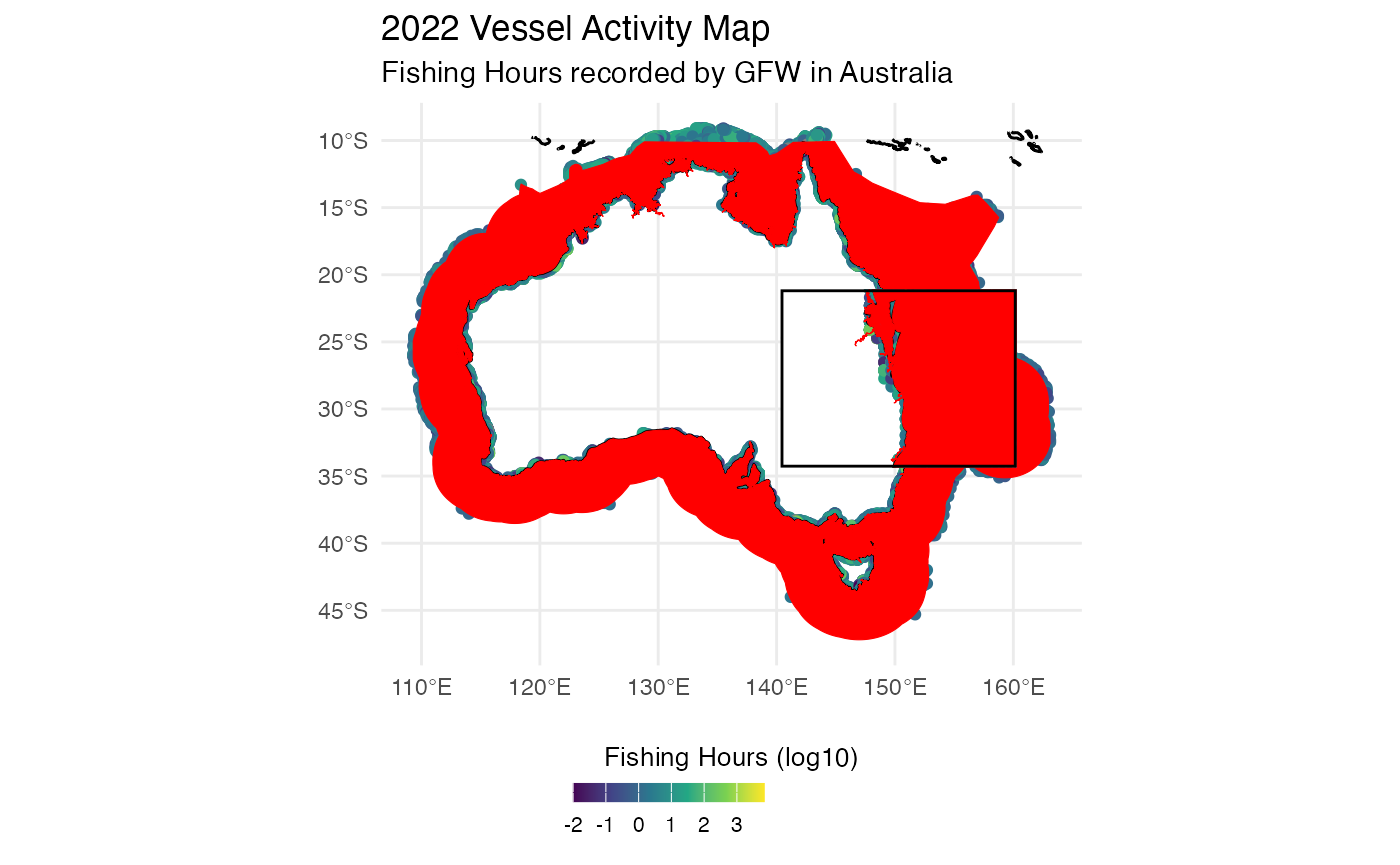 2022 Vessel Activity Map
Fishing Hours recorded by GFW in Australia
10°S
15°S
20°S
25°S
30°S
35°S
40°S
45°S
110°E 120°E 130°E 140°E 150°E 160°E
Fishing Hours (log10)
-2 -1 0 1 2 3